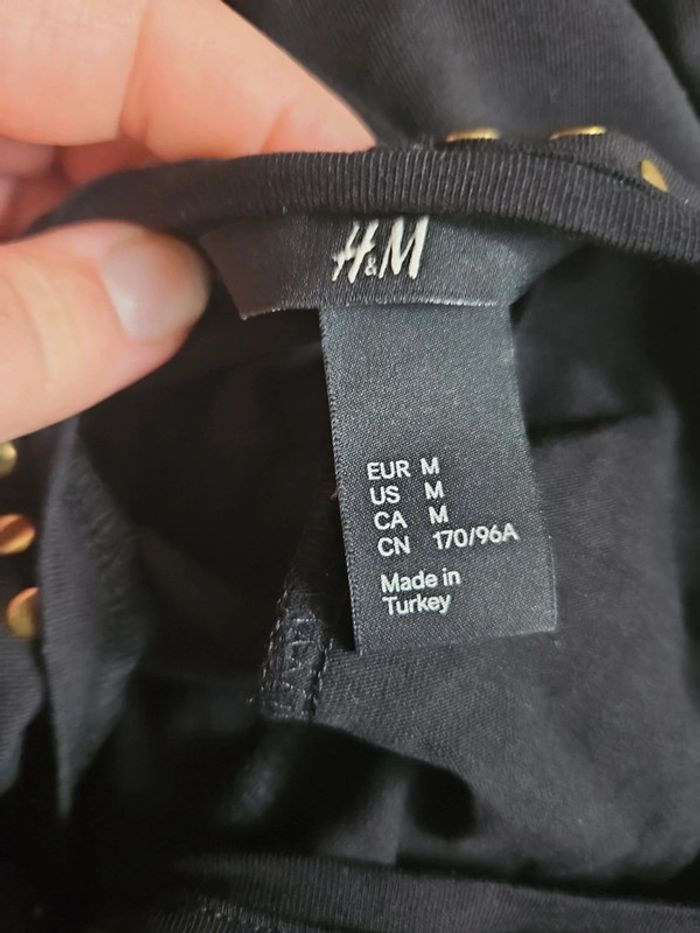 H&M
EUR M
US M
CA M
CN 170/96A
Made in
Turkey